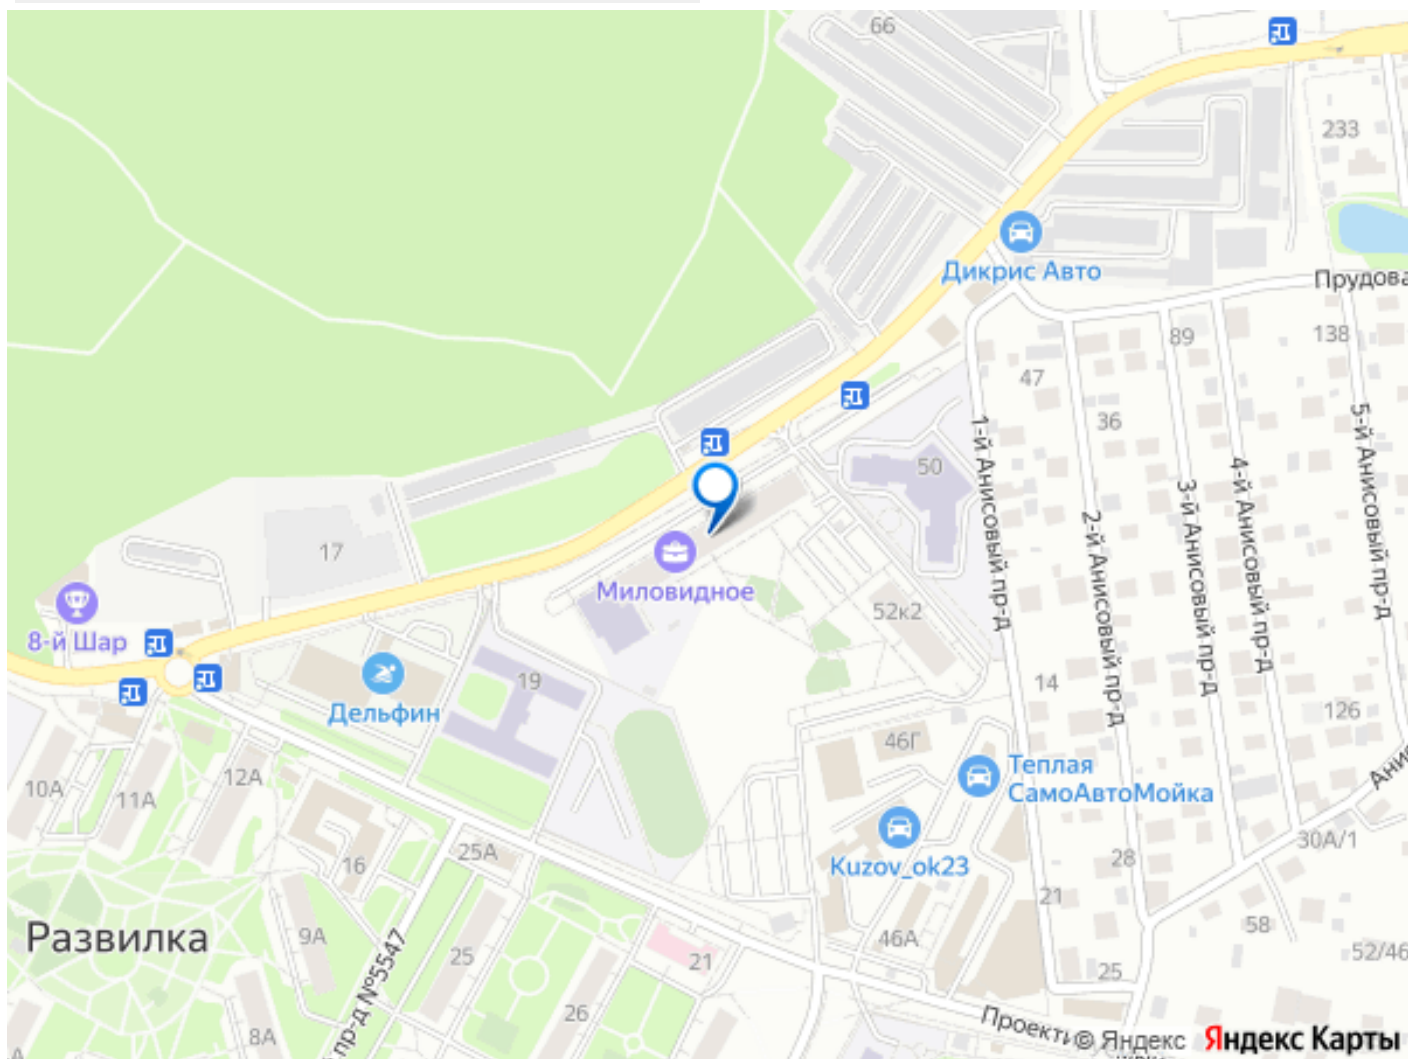 66
233
Дикрис Авто
Прудова
89
138
47
36
1-й Анисовый пр-д
2-й Анисовый пр-д
3-й Анисовый пр-д
4-й Анисовый пр-д
5-й Анисовый пр-д
50
17
Миловидное
52к2
8-й Шар
19
14
Дельфин
126
46Г
Теплая
СамоАвтоМойка
Ани
10А
11А
12А
Kuzov_ok23
30А/1
16
25А
28
21
Развилка
9А
25
46А
58
52/46
21
пр-д №5547
25
26
8А
Проекти
© Яндекс
Яндекс Карты